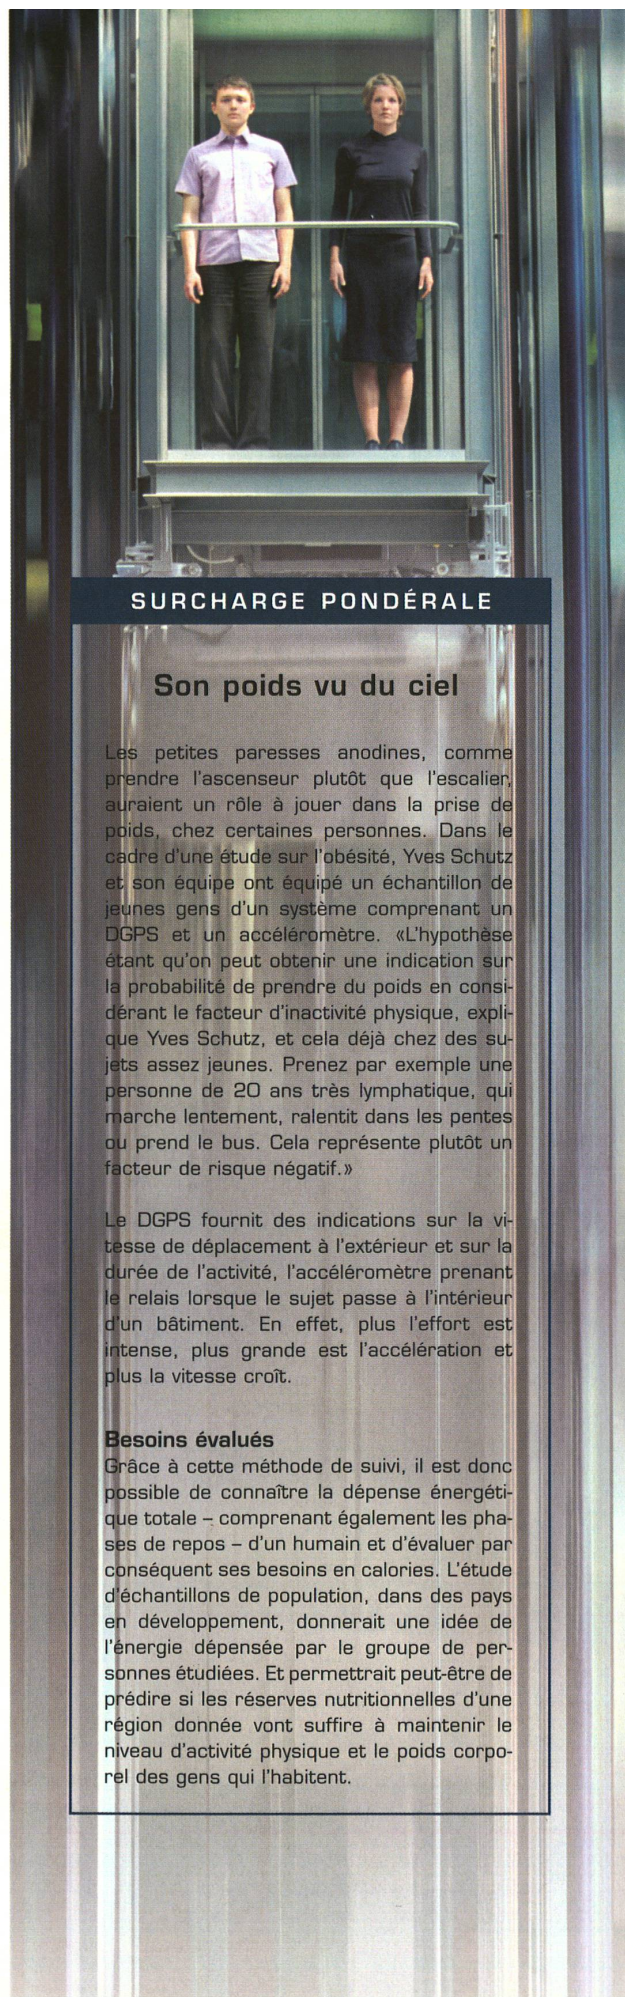 SURCHARGE PONDÉRALE
Son poids vu du ciel
Les petites paresses anodines, comme
prendre l'ascenseur plutôt que l'escalier,
auraient un rôle à jouer dans la prise de
poids, chez certaines personnes. Dans le
cadre d'une étude sur l'obésité, Yves Schutz
et son équipe ont équipé un échantillon de
jeunes gens d'un système comprenant un
DGPS et un accéléromètre. «L'hypothèse
étant qu'on peut obtenir une indication sur
la probabilité de prendre du poids en consi-
dérant le facteur d'inactivité physique, expli-
que Yves Schutz, et cela déjà chez des su-
jets assez jeunes. Prenez par exemple une
personne de 20 ans très lymphatique, qui
marche lentement, ralentit dans les pentes
ou prend le bus. Cela représente plutôt un
facteur de risque négatif.»
Le DGPS fournit des indications sur la vi-
tesse de déplacement à l'extérieur et sur la
durée de l'activité, l'accéléromètre prenant
le relais lorsque le sujet passe à l'intérieur
d'un bâtiment. En effet, plus l'effort est
intense, plus grande est l'accélération et
plus la vitesse croît.
Besoins évalués
Grâce à cette méthode de suivi, il est donc
possible de connaître la dépense énergéti-
que totale – comprenant également les pha-
ses de repos – d'un humain et d'évaluer par
conséquent ses besoins en calories. L'étude
d'échantillons de population, dans des pays
en développement, donnerait une idée de
l'énergie dépensée par le groupe de per-
sonnes étudiées. Et permettrait peut-être de
prédire si les réserves nutritionnelles d'une
région donnée vont suffire à maintenir le
niveau d'activité physique et le poids corpo-
rel des gens qui l'habitent.